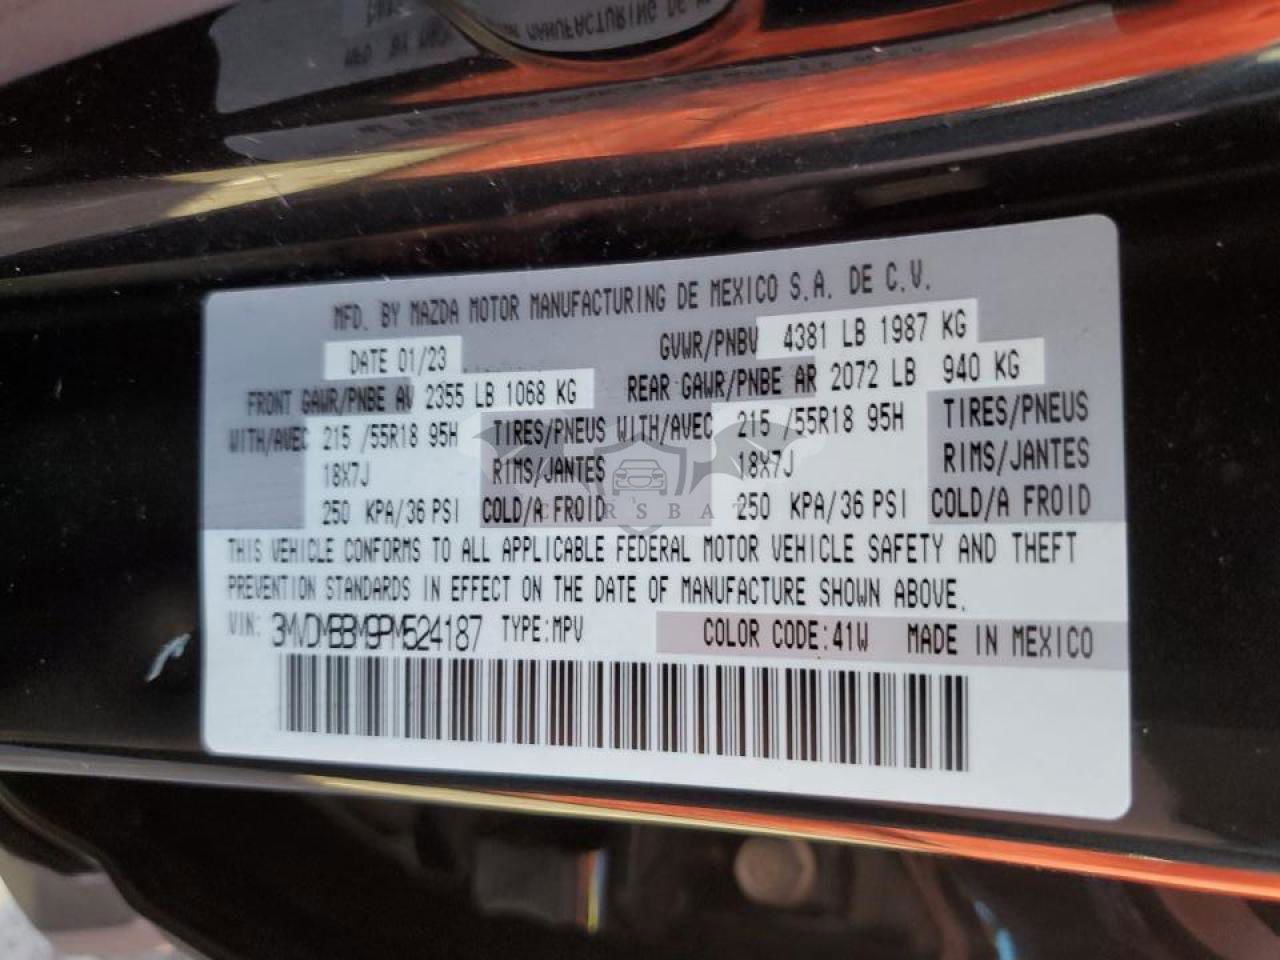 MFD. BY MAZDA MOTOR MANUFACTURING DE MEXICO S.A. DE C.V.
DATE 01/23 GVWR/PNBV 4381 LB 1987 KG
FRONT GAWR/PNBE AV 2355 LB 1068 KG REAR GAWR/PNBE AR 2072 LB 940 KG
WITH/AVEC 215 /55R18 95H TIRES/PNEUS WITH/AVEC 215 /55R18 95H TIRES/PNEUS
18X7J RIMS/JANTES 18X7J RIMS/JANTES
250 KPA/36 PSI COLD/A FROID 250 KPA/36 PSI COLD/A FROID
CARSBAT
THIS VEHICLE CONFORMS TO ALL APPLICABLE FEDERAL MOTOR VEHICLE SAFETY AND THEFT
PREVENTION STANDARDS IN EFFECT ON THE DATE OF MANUFACTURE SHOWN ABOVE.
VIN: 3MVDMBBM9PM524187 TYPE:MPV COLOR CODE:41W MADE IN MEXICO